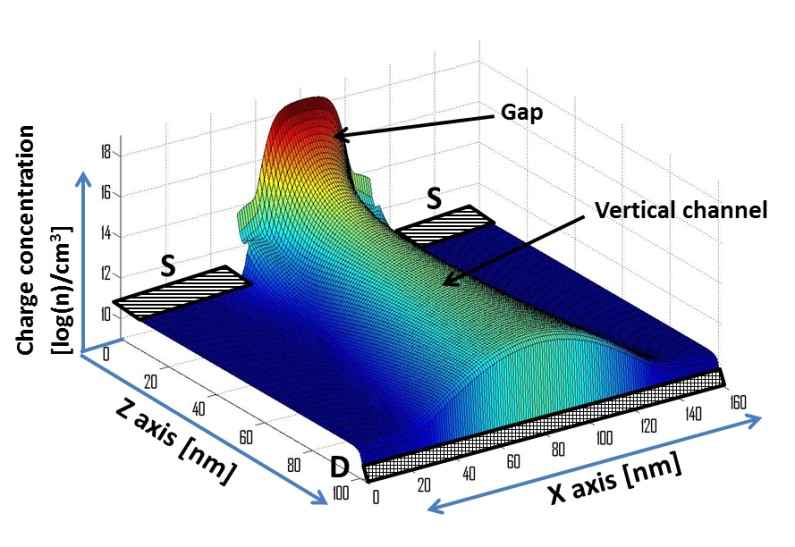 Gap
Vertical channel
S
S
D
Charge concentration
[log(n)/cm³]
18
16
14
12
10
0
20
40
60
80
100
Z axis [nm]
0
20
40
60
80
100
120
140
160
X axis [nm]